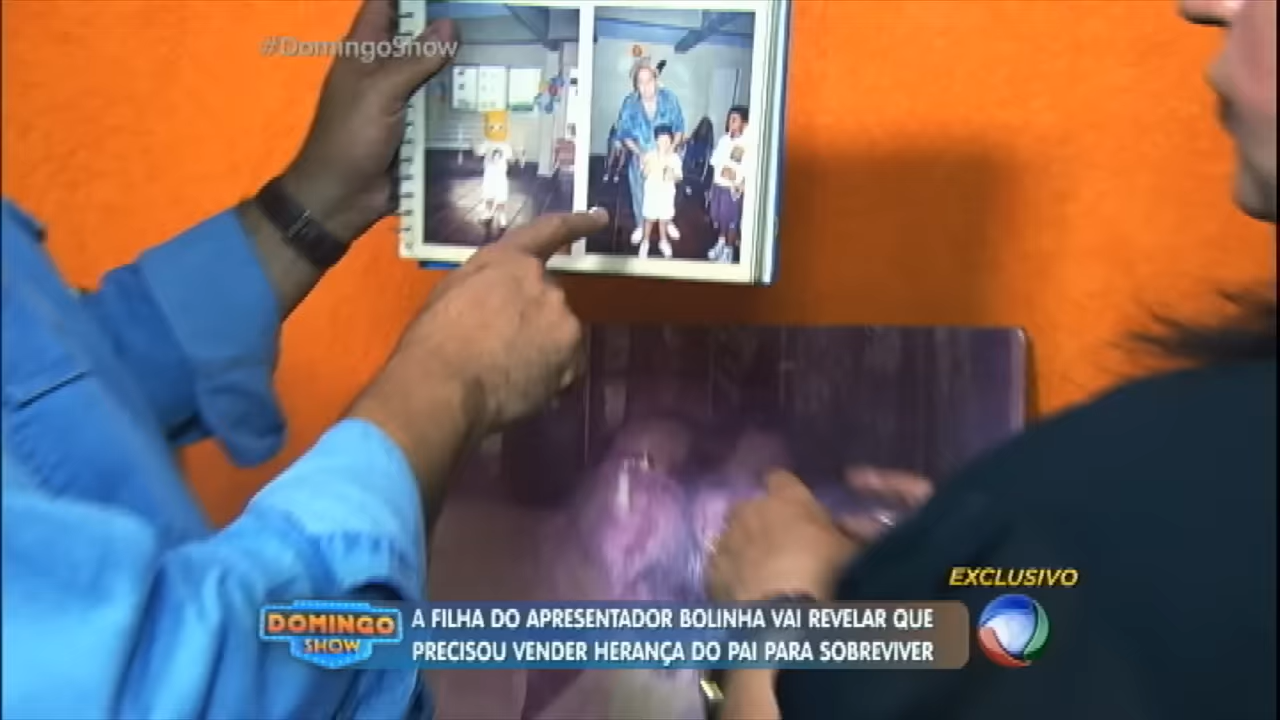 #DomingoShow
EXCLUSIVO
DOMINGO
SHOW
A FILHA DO APRESENTADOR BOLINHA VAI REVELAR QUE
PRECISOU VENDER HERANÇA DO PAI PARA SOBREVIVER